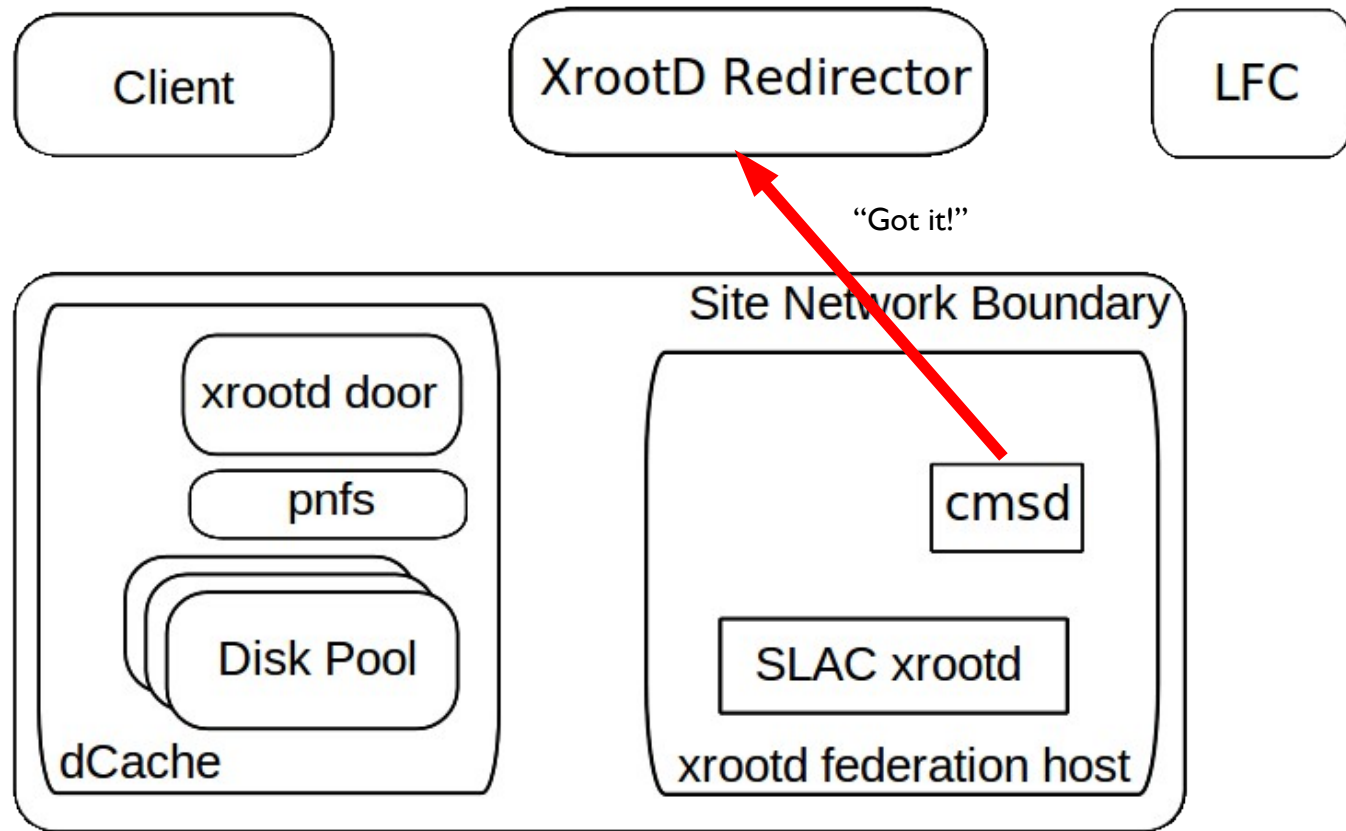 Client
XrootD Redirector
LFC
“Got it!”
Site Network Boundary
xrootd door
pnfs
Disk Pool
dCache
cmsd
SLAC xrootd
xrootd federation host